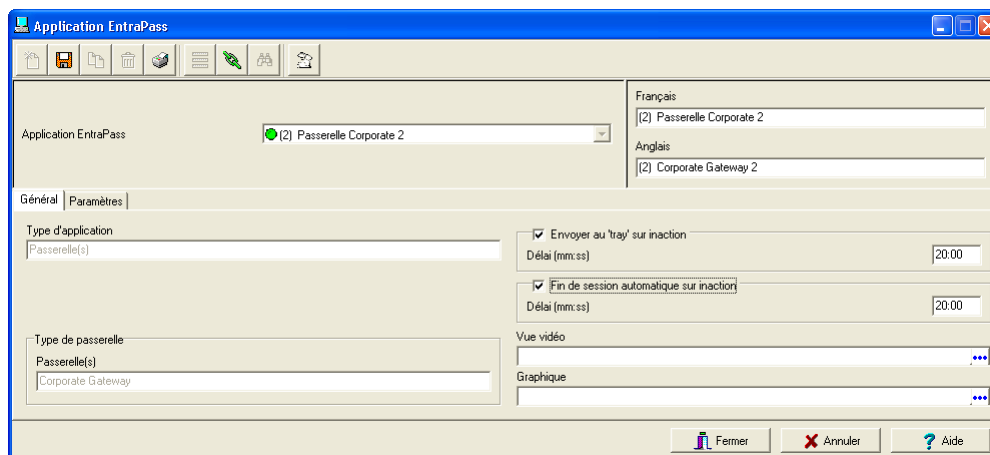 Application EntraPass
Français
(2) Passerelle Corporate 2
Application EntraPass
(2) Passerelle Corporate 2
Anglais
(2) Corporate Gateway 2
Général
Paramètres
Type d'application
Passerelle(s)
Envoyer au 'tray' sur inaction
Délai (mm:ss)
20:00
Fin de session automatique sur inaction
Délai (mm:ss)
20:00
Type de passerelle
Passerelle(s)
Corporate Gateway
Vue vidéo
Graphique
Fermer
Annuler
? Aide